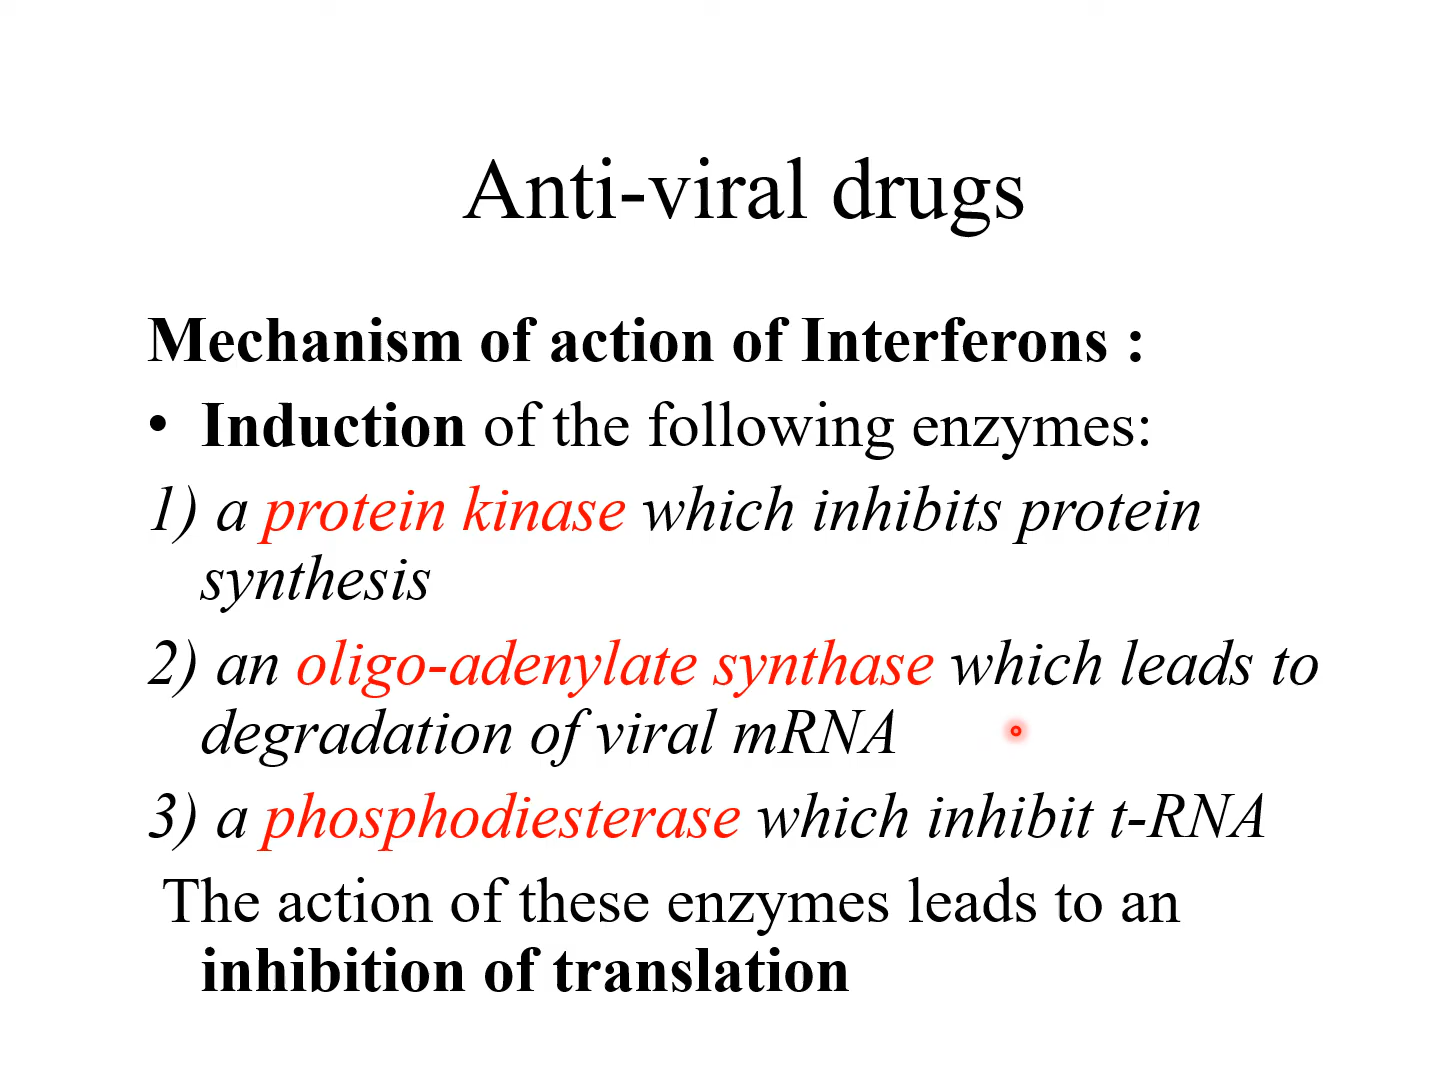 Anti-viral drugs
Mechanism of action of Interferons :
• Induction of the following enzymes:
1) a protein kinase which inhibits protein
synthesis
2) an oligo-adenylate synthase which leads to
degradation of viral mRNA
3) a phosphodiesterase which inhibit t-RNA
The action of these enzymes leads to an
inhibition of translation